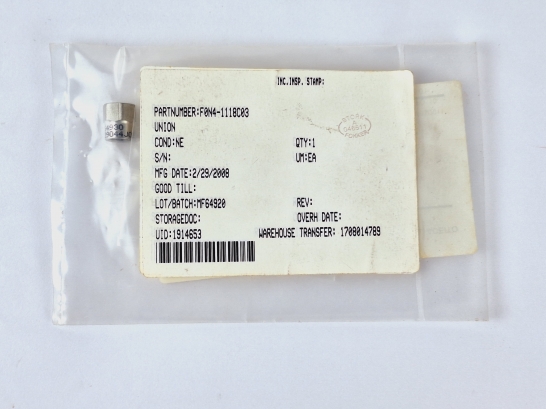 INC.INSP. STAMP:
PARTNUMBER:F0N4-1118C03
UNION
COND:NE QTY:1
S/N: UM:EA
MFG DATE:2/29/2008
GOOD TILL:
LOT/BATCH:MFG4920 REV:
STORAGEDOC: OVERH DATE:
UID:1914653 WAREHOUSE TRANSFER: 1708014789